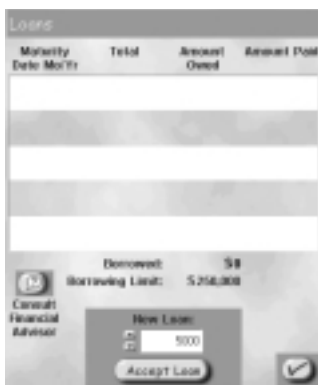 Loans
Maturity Total Amount Amount Paid
Date Mo/Yr Owed
Borrowed: $0
Borrowing Limit: $250,000
Consult
Financial
Advisor
New Loan:
5000
Accept Loan